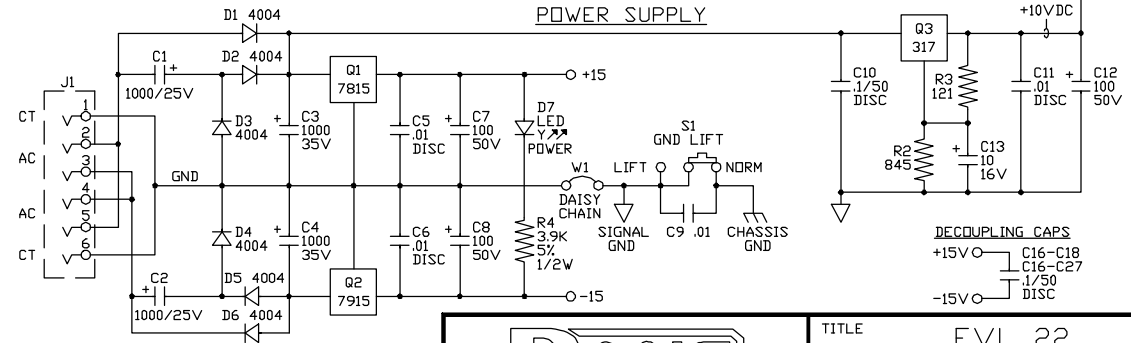 POWER SUPPLY
+10VDC
D1 4004
C1
+
1000/25V
D2 4004
Q1
7815
+15
Q3
317
J1
CT
1
2
AC
3
4
AC
5
CT
6
GND
D3
4004
+
C3
1000
35V
C5
.01
DISC
+
C7
100
50V
D7
LED
Y
POWER
C10
.1/50
DISC
R3
121
C11
.01
DISC
+
C12
100
50V
R2
845
+
C13
10
16V
S1
GND LIFT
LIFT
NORM
W1
DAISY
CHAIN
SIGNAL
GND
C9 .01
CHASSIS
GND
D4
4004
+
C4
1000
35V
C6
.01
DISC
+
C8
100
50V
R4
3.9K
5%
1/2W
C2
+
1000/25V
D5 4004
D6 4004
Q2
7915
-15
DECOUPLING CAPS
+15V
C16-C18
C16-C27
.1/50
DISC
-15V
TITLE